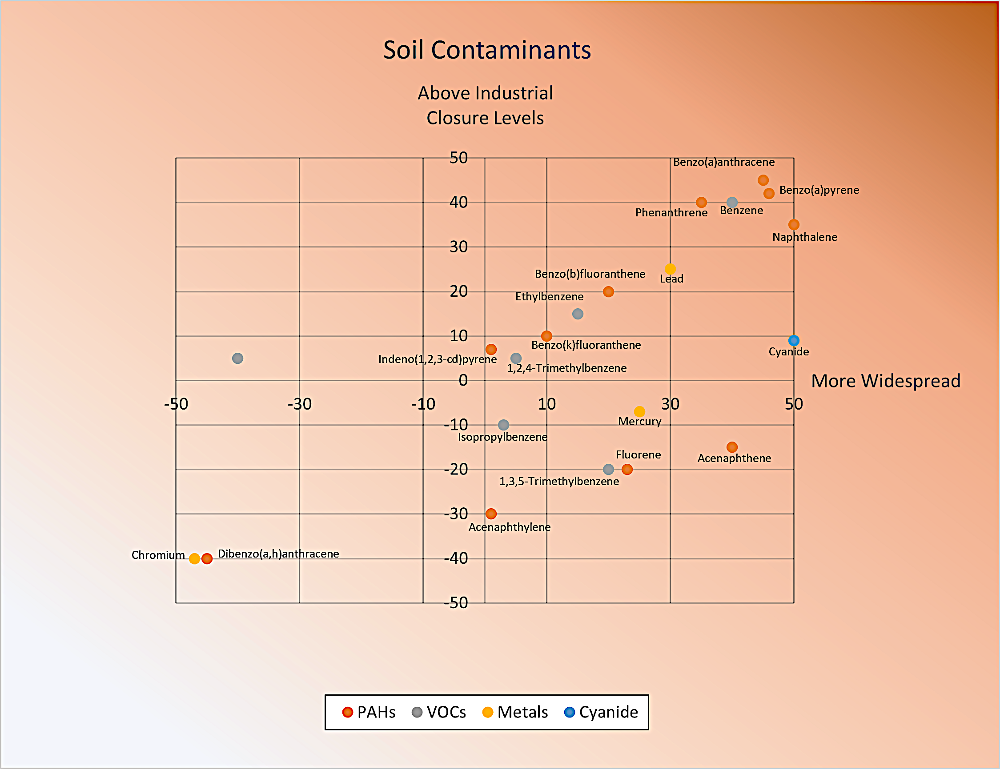 Soil Contaminants
Above Industrial
Closure Levels
50
Benzo(a)anthracene
Benzo(a)pyrene
40
Phenanthrene
Benzene
Naphthalene
30
Benzo(b)fluoranthene
Lead
20
Ethylbenzene
10
Benzo(k)fluoranthene
Cyanide
Indeno(1,2,3-cd)pyrene
1,2,4-Trimethylbenzene
0
More Widespread
-50 -30 -10 10 30 50
Mercury
-10
Isopropylbenzene
Fluorene
Acenaphthene
-20
1,3,5-Trimethylbenzene
-30
Acenaphthylene
Chromium
Dibenzo(a,h)anthracene
-40
-50
PAHs VOCs Metals Cyanide